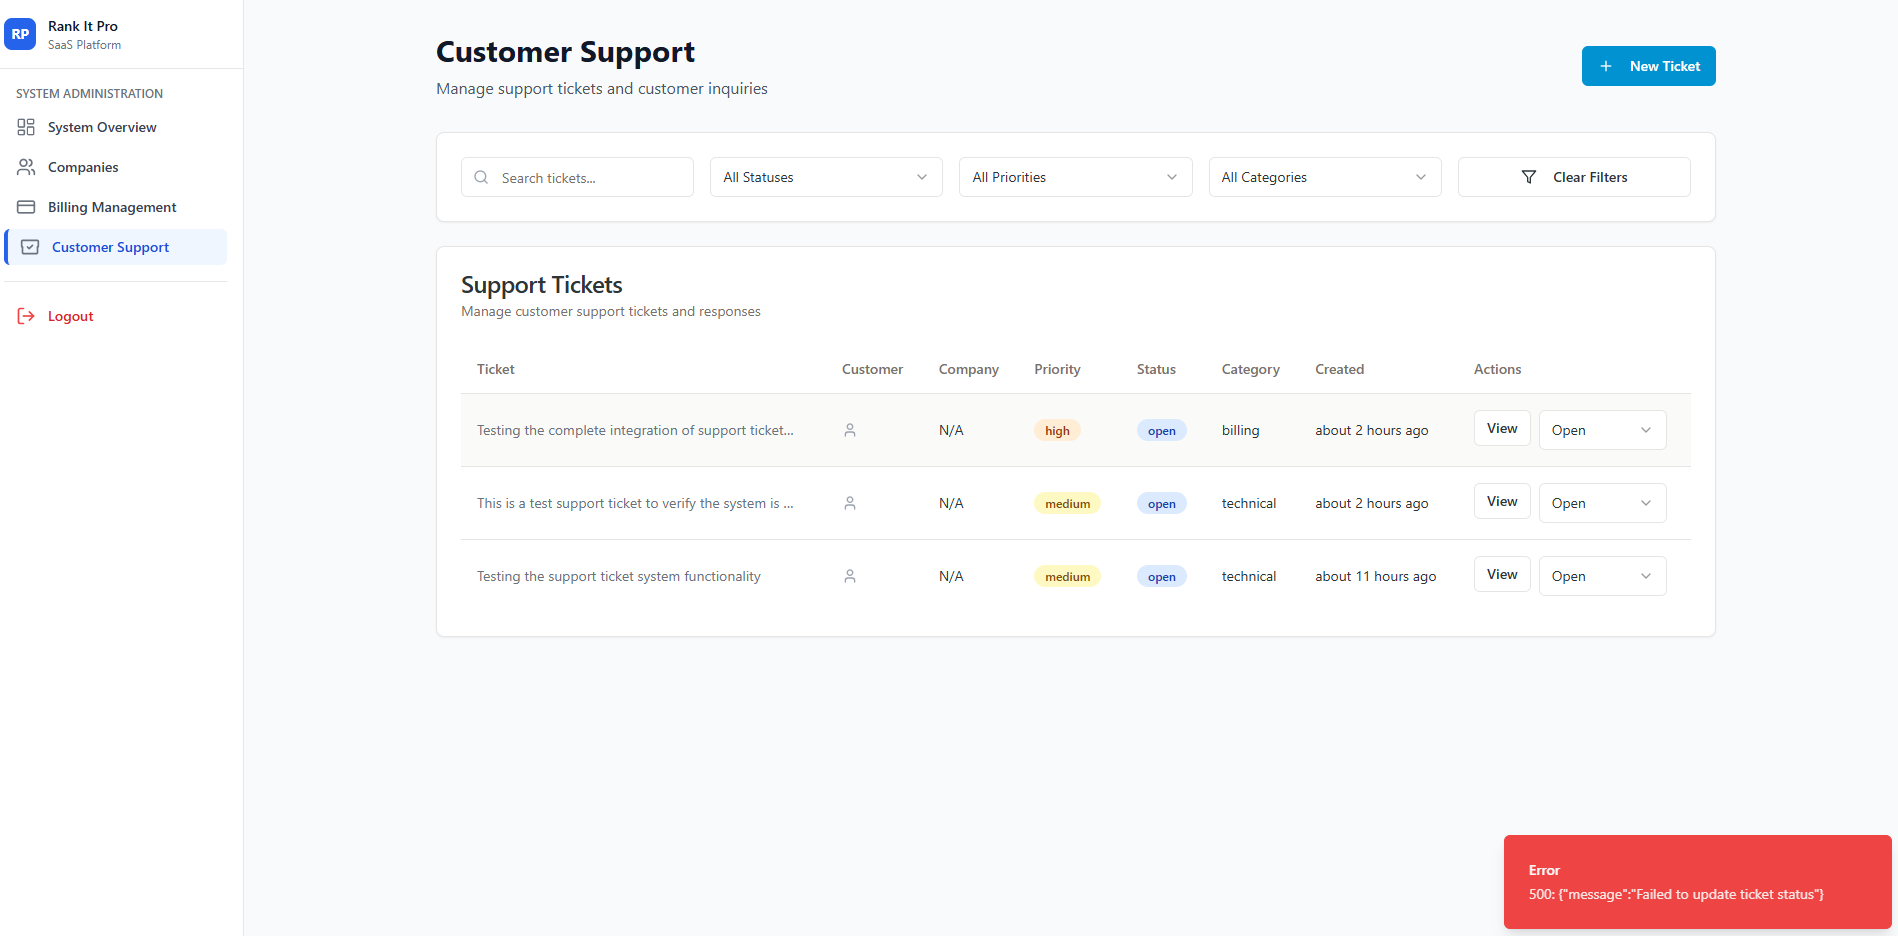 RP
Rank It Pro
SaaS Platform
SYSTEM ADMINISTRATION
System Overview
Companies
Billing Management
Customer Support
Logout
Customer Support
Manage support tickets and customer inquiries
New Ticket
Search tickets...
All Statuses
All Priorities
All Categories
Clear Filters
Support Tickets
Manage customer support tickets and responses
Ticket Customer Company Priority Status Category Created Actions
Testing the complete integration of support ticket... N/A high open billing about 2 hours ago View Open
This is a test support ticket to verify the system is ... N/A medium open technical about 2 hours ago View Open
Testing the support ticket system functionality N/A medium open technical about 11 hours ago View Open
Error
500: {"message":"Failed to update ticket status"}